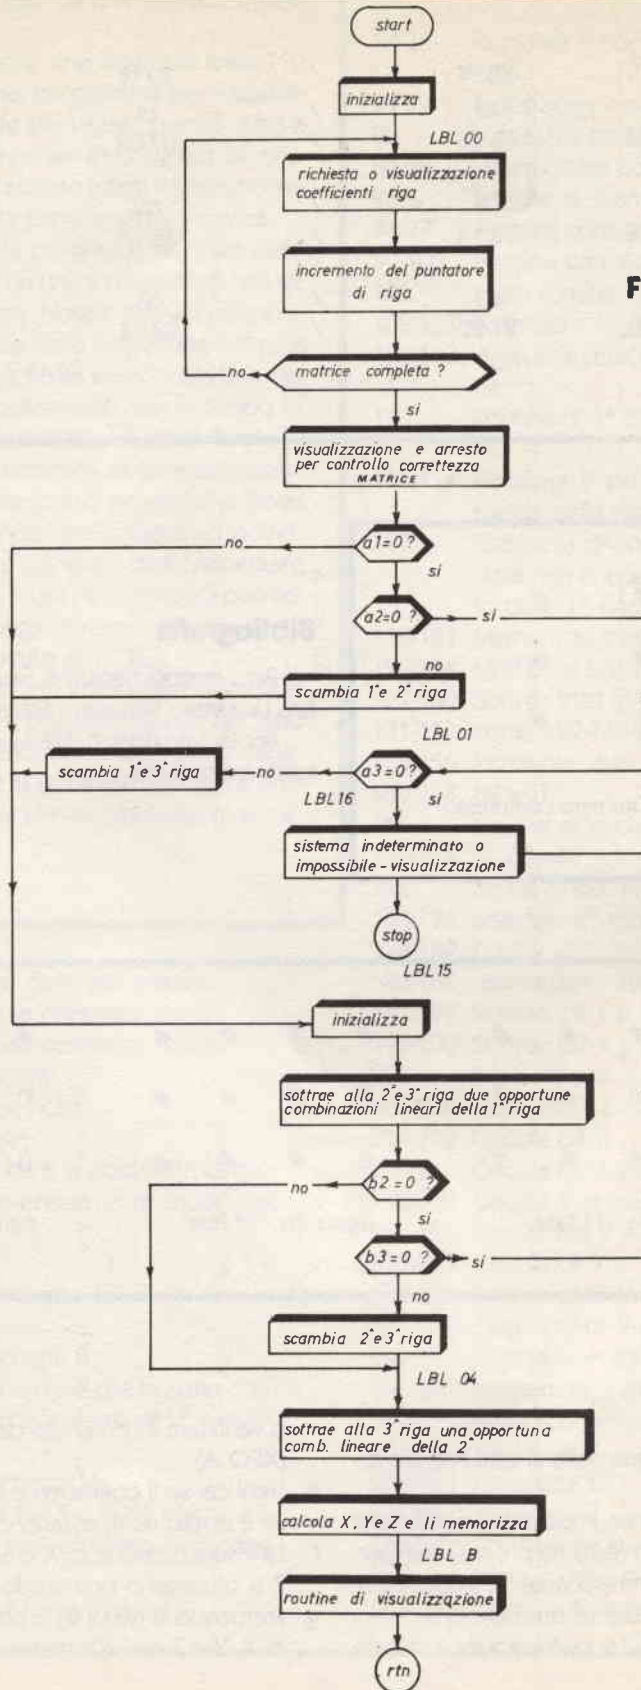 start
inizializza
LBL 00
richiesta o visualizzazione
coefficienti riga
incremento del puntatore
di riga
F
no
matrice completa ?
si
visualizzazione e arresto
per controllo correttezza
MATRICE
no
a1=0 ?
si
a2=0 ?
si
no
scambia 1ª e 2ª riga
LBL 01
scambia 1ª e 3ª riga
no
a3=0 ?
LBL16
si
sistema indeterminato o
impossibile - visualizzazione
stop
LBL15
inizializza
sottrae alla 2ª e 3ª riga due opportune
combinazioni lineari della 1ª riga
no
b2=0 ?
si
b3=0 ?
si
no
scambia 2ª e 3ª riga
LBL 04
sottrae alla 3ª riga una opportuna
comb. lineare della 2ª
calcola X, Y e Z e li memorizza
LBL B
routine di visualizzazione
rtn